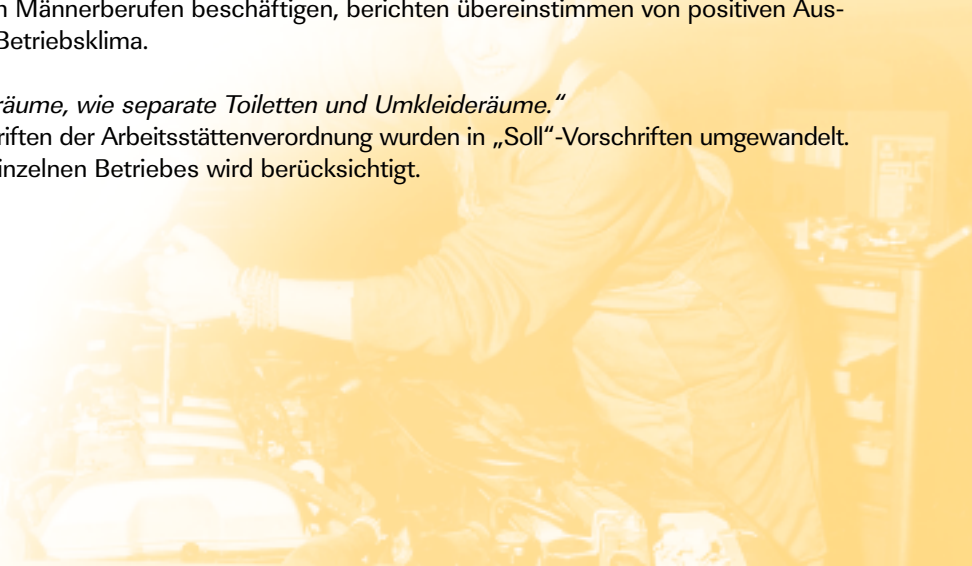 n Männerberufen beschäftigen, berichten übereinstimmen von positiven Aus-
Betriebsklima.
räume, wie separate Toiletten und Umkleideräume.“
riften der Arbeitsstättenverordnung wurden in „Soll“-Vorschriften umgewandelt.
inzelnen Betriebes wird berücksichtigt.